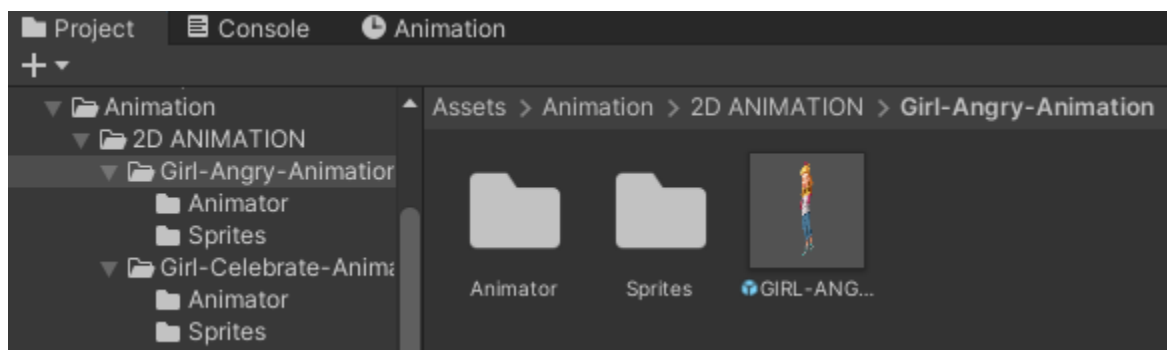 Project Console Animation
Animation
2D ANIMATION
Girl-Angry-Animation
Animator
Sprites
Girl-Celebrate-Anima
Animator
Sprites
Assets > Animation > 2D ANIMATION > Girl-Angry-Animation
Animator Sprites GIRL-ANG...